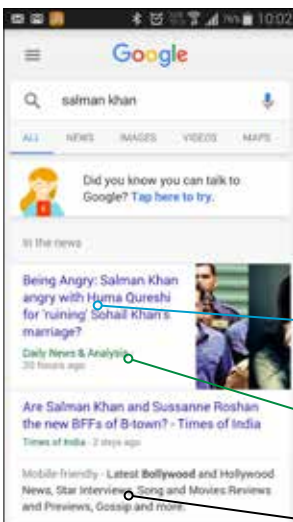 10:02
Google
salman khan
ALL NEWS IMAGES VIDEOS MAPS
Did you know you can talk to
Google? Tap here to try.
In the news
Being Angry: Salman Khan
angry with Huma Qureshi
for 'ruining' Sohail Khan's
marriage?
Daily News & Analysis
20 hours ago
Are Salman Khan and Sussanne Roshan
the new BFFs of B-town? - Times of India
Times of India - 2 days ago
Mobile-friendly - Latest Bollywood and Hollywood
News, Star Interviews, Song and Movies Reviews
and Previews, Gossip and more.